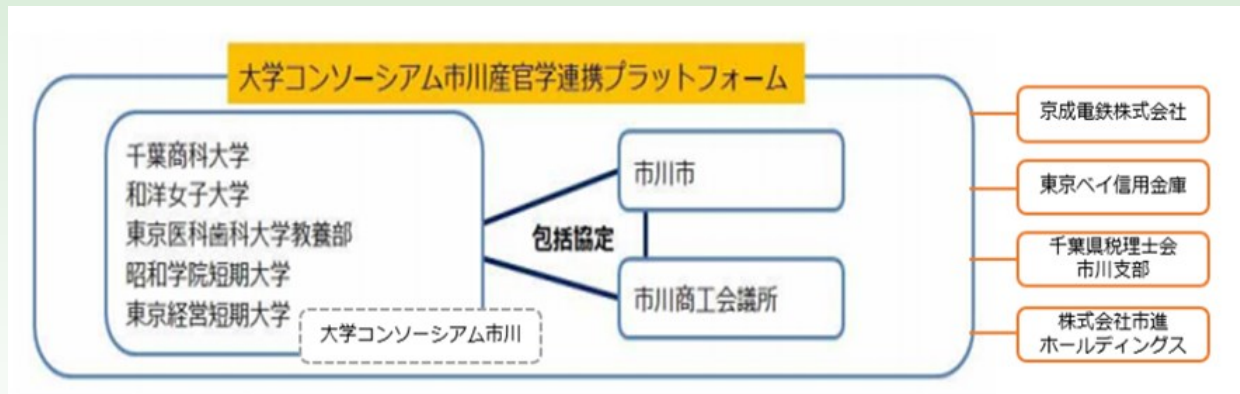 大学コンソーシアム市川産官学連携プラットフォーム
千葉商科大学
和洋女子大学
東京医科歯科大学教養部
昭和学院短期大学
東京経営短期大学
大学コンソーシアム市川
包括協定
市川市
市川商工会議所
京成電鉄株式会社
東京ベイ信用金庫
千葉県税理士会
市川支部
株式会社市進
ホールディングス